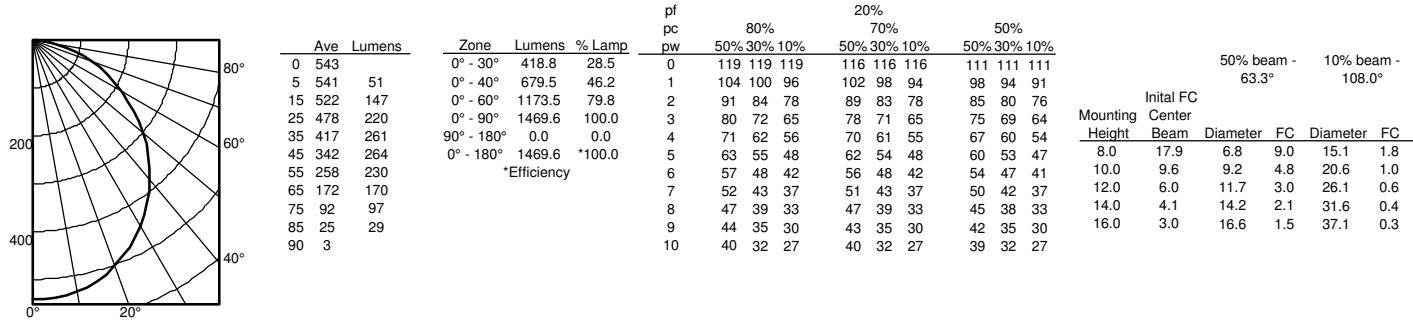 80°
60°
40°
20°
0°
200
400
Ave Lumens
0 543
5 541 51
15 522 147
25 478 220
35 417 261
45 342 264
55 258 230
65 172 170
75 92 97
85 25 29
90 3
Zone Lumens % Lamp
0° - 30° 418.8 28.5
0° - 40° 679.5 46.2
0° - 60° 1173.5 79.8
0° - 90° 1469.6 100.0
90° - 180° 0.0 0.0
0° - 180° 1469.6 *100.0
*Efficiency
pf 20%
pc 80% 70% 50%
pw 50% 30% 10% 50% 30% 10% 50% 30% 10%
0 119 119 119 116 116 116 111 111 111
1 104 100 96 102 98 94 98 94 91
2 91 84 78 89 83 78 85 80 76
3 80 72 65 78 71 65 75 69 64
4 71 62 56 70 61 55 67 60 54
5 63 55 48 62 54 48 60 53 47
6 57 48 42 56 48 42 54 47 41
7 52 43 37 51 43 37 50 42 37
8 47 39 33 47 39 33 45 38 33
9 44 35 30 43 35 30 42 35 30
10 40 32 27 40 32 27 39 32 27
50% beam - 10% beam -
63.3° 108.0°
Inital FC
Mounting Center
Height Beam Diameter FC Diameter FC
8.0 17.9 6.8 9.0 15.1 1.8
10.0 9.6 9.2 4.8 20.6 1.0
12.0 6.0 11.7 3.0 26.1 0.6
14.0 4.1 14.2 2.1 31.6 0.4
16.0 3.0 16.6 1.5 37.1 0.3